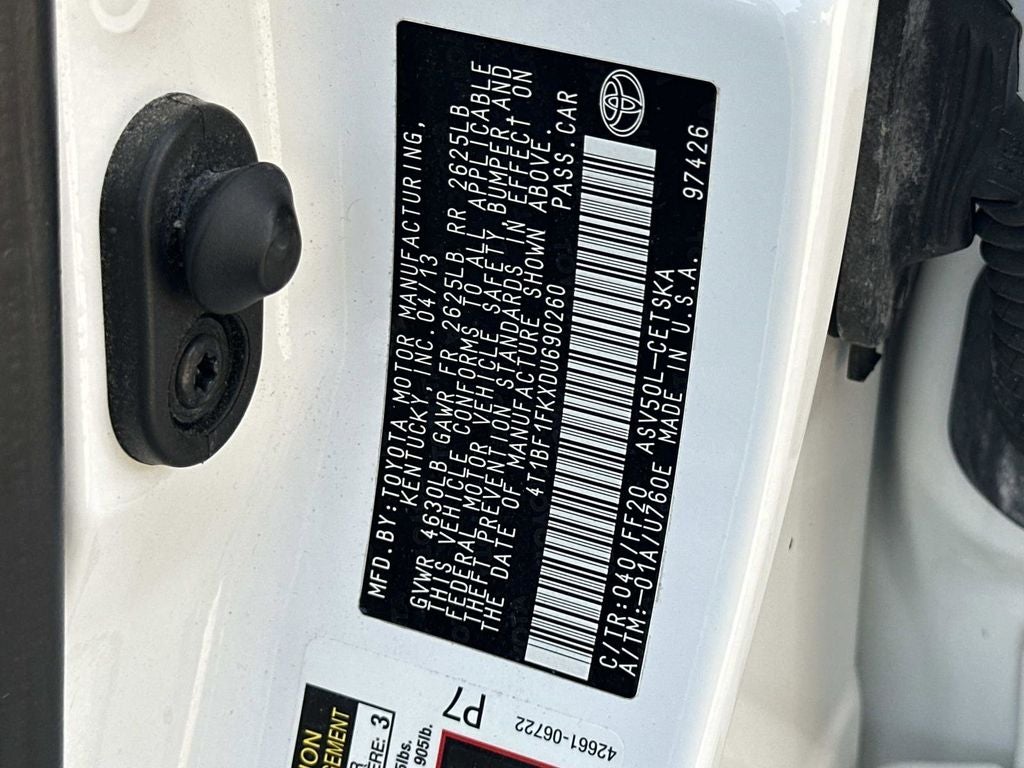 MFD.BY:TOYOTA MOTOR MANUFACTURING,
KENTUCKY,INC.04/13
GVWR 4630LB GAWR FR 2625LB RR 2625LB
THIS VEHICLE CONFORMS TO ALL APPLICABLE
FEDERAL MOTOR VEHICLE SAFETY,BUMPER,AND
THEFT PREVENTION STANDARDS IN EFFECT ON
THE DATE OF MANUFACTURE SHOWN ABOVE.
4T1BF1FKXDU690260 PASS.CAR
C/TR:040/FF20 ASV50L-CETSKA
A/TM:-01A/U760E MADE IN U.S.A. 97426
P7
42661-06722
ERE: 3
905lb.